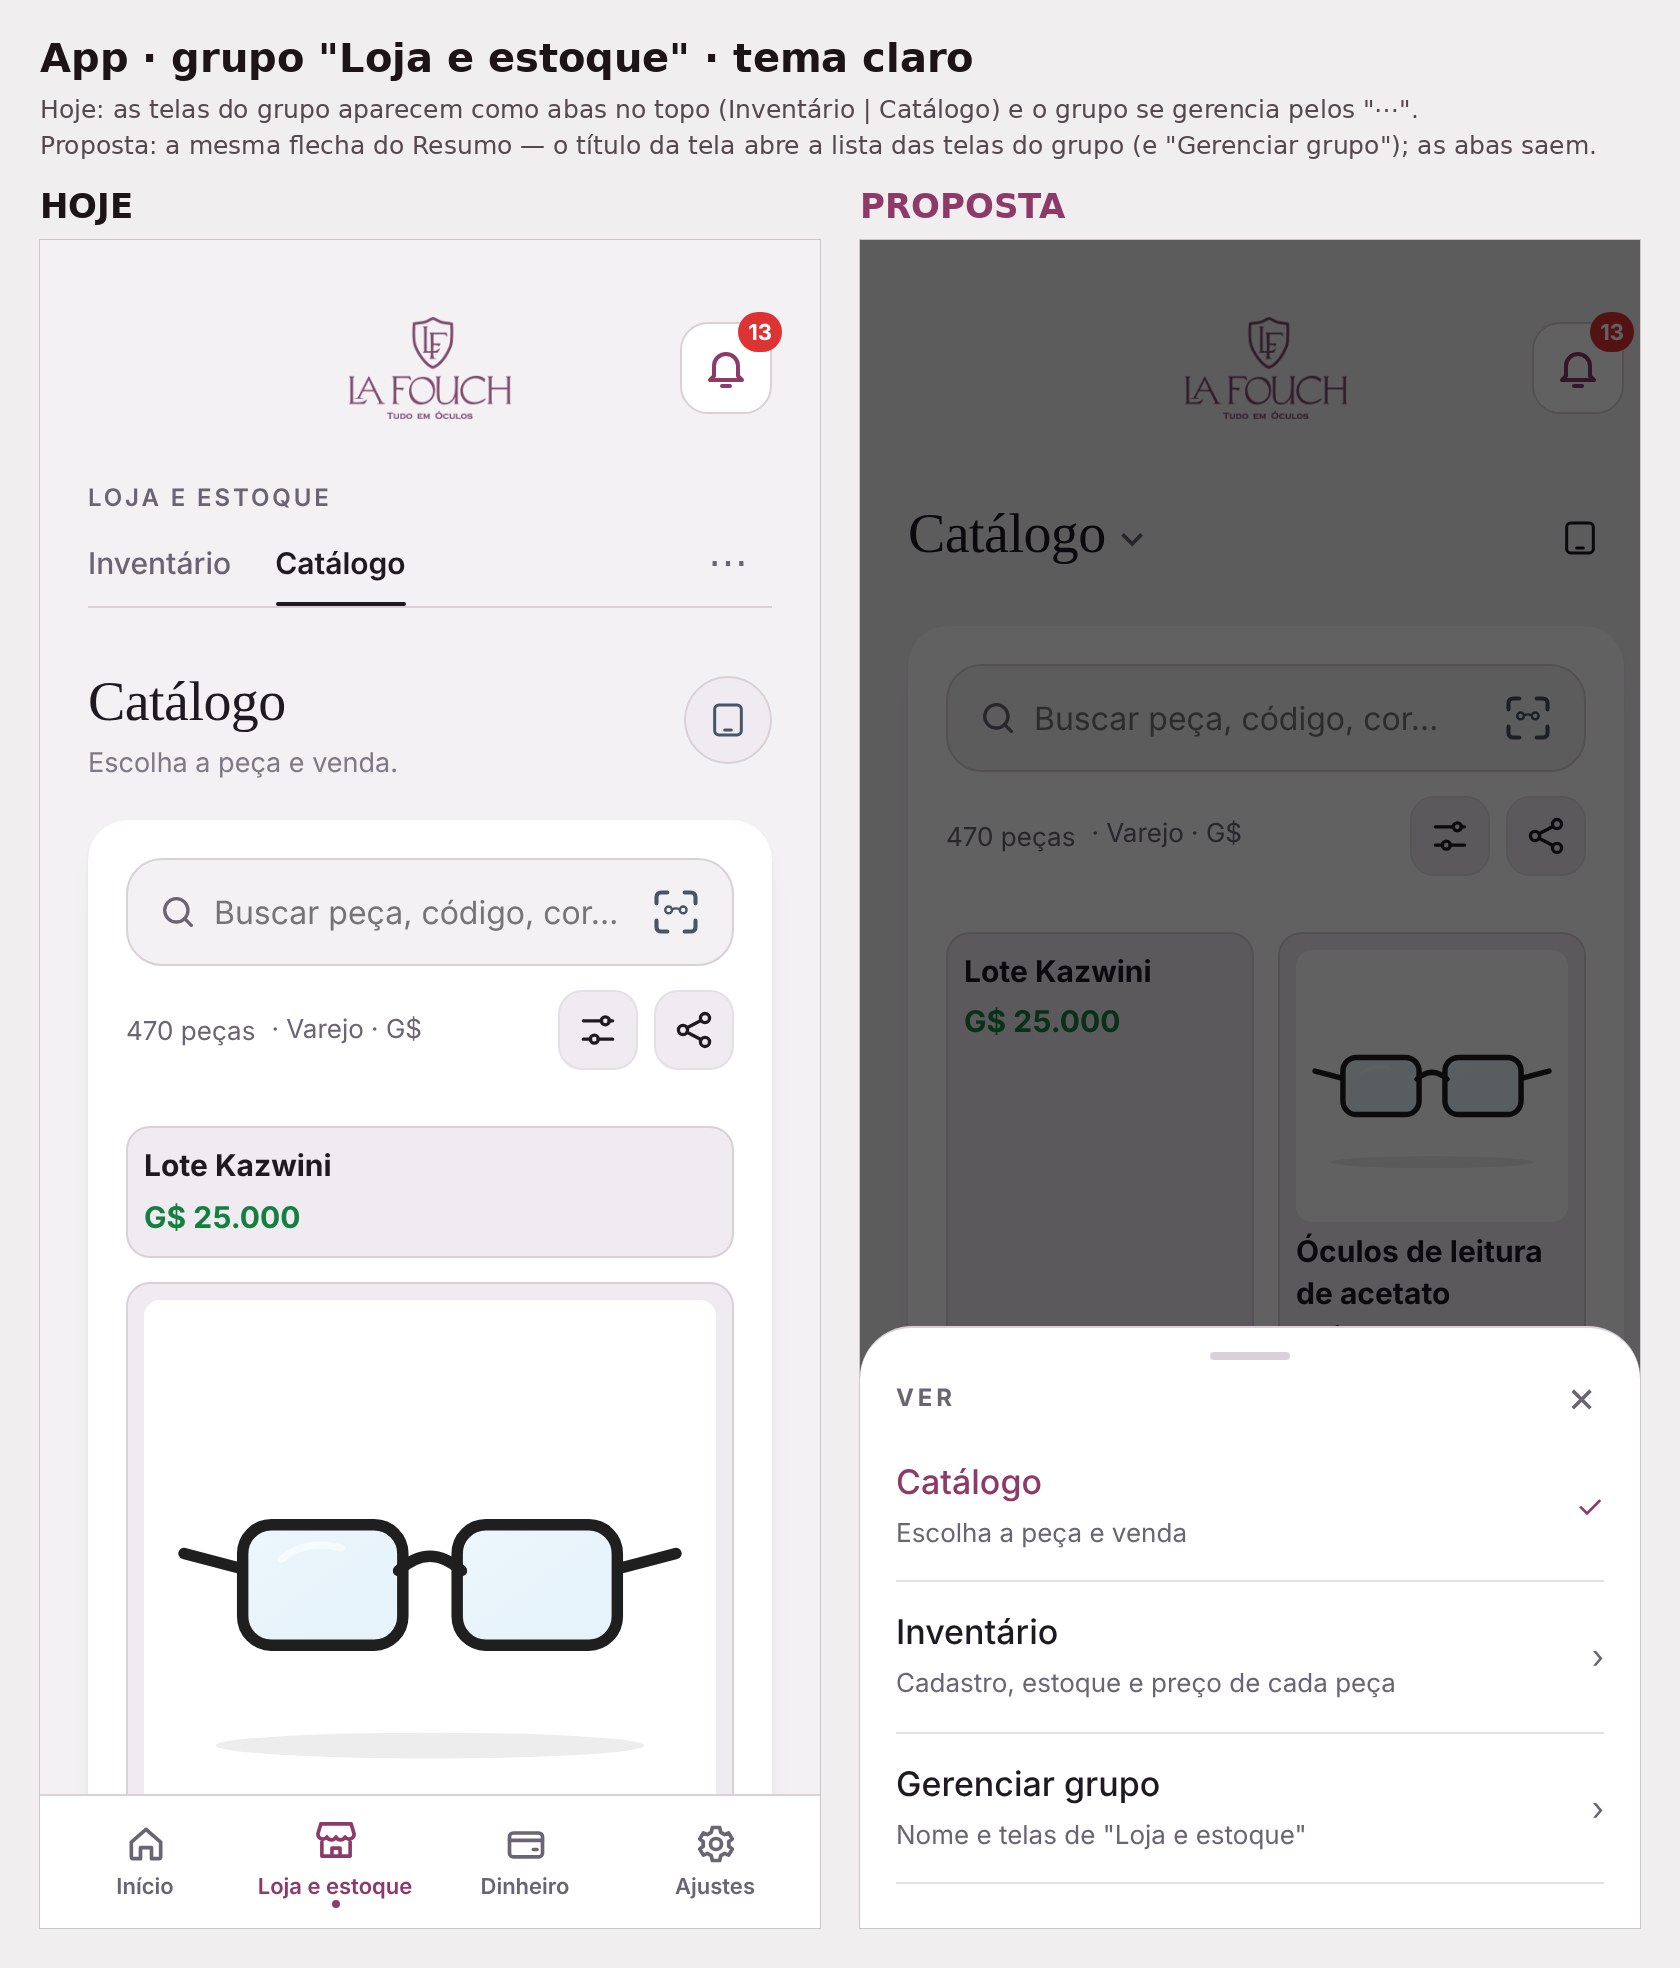 App · grupo "Loja e estoque" · tema claro
Hoje: as telas do grupo aparecem como abas no topo (Inventário | Catálogo) e o grupo se gerencia pelos "···".
Proposta: a mesma flecha do Resumo — o título da tela abre a lista das telas do grupo (e "Gerenciar grupo"); as abas saem.
HOJE
13
LF
LA FOUCH
TUDO EM ÓCULOS
LOJA E ESTOQUE
Inventário Catálogo ···
Catálogo
Escolha a peça e venda.
Buscar peça, código, cor...
470 peças · Varejo · G$
Lote Kazwini
G$ 25.000
Início
Loja e estoque
Dinheiro
Ajustes
PROPOSTA
13
LF
LA FOUCH
TUDO EM ÓCULOS
Catálogo
Buscar peça, código, cor...
470 peças · Varejo · G$
Lote Kazwini
G$ 25.000
Óculos de leitura
de acetato
VER
Catálogo
Escolha a peça e venda
Inventário
Cadastro, estoque e preço de cada peça
Gerenciar grupo
Nome e telas de "Loja e estoque"